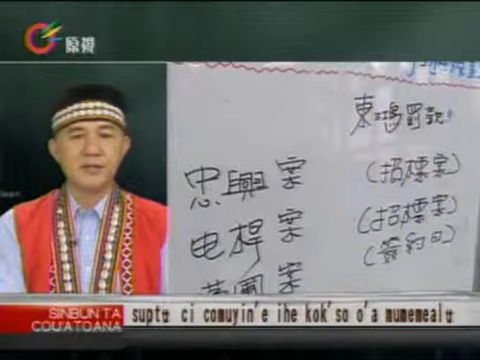 原視
東鴻罰款
忠興案
(招標案)
电桿案
(招標案)
(簽約日)
案
SINBUN TA
COU'ATOANA
suptʉ ci comuyin'e ihe kok'so o'a mumemealʉ